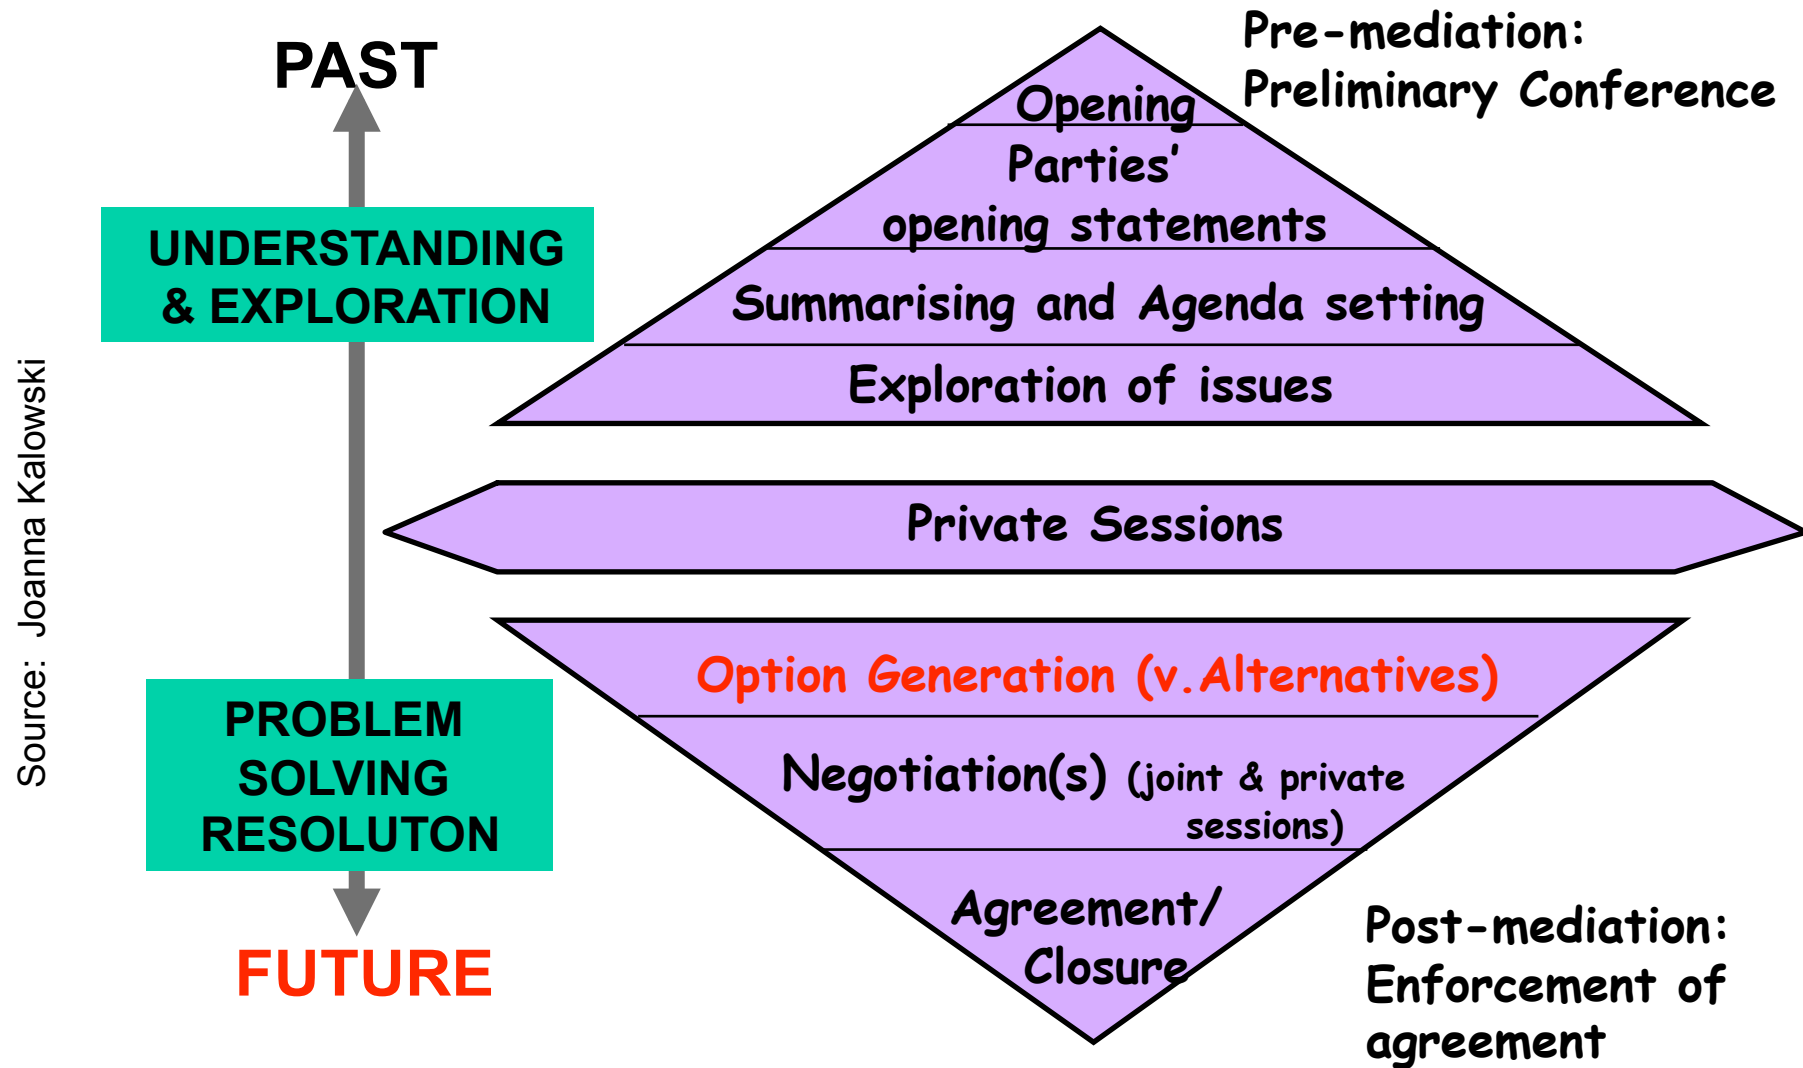 PAST
UNDERSTANDING
& EXPLORATION
PROBLEM
SOLVING
RESOLUTON
FUTURE
Source: Joanna Kalowski
Pre-mediation:
Preliminary Conference
Opening
Parties’
opening statements
Summarising and Agenda setting
Exploration of issues
Private Sessions
Option Generation (v.Alternatives)
Negotiation(s) (joint & private
sessions)
Agreement/
Closure
Post-mediation:
Enforcement of
agreement